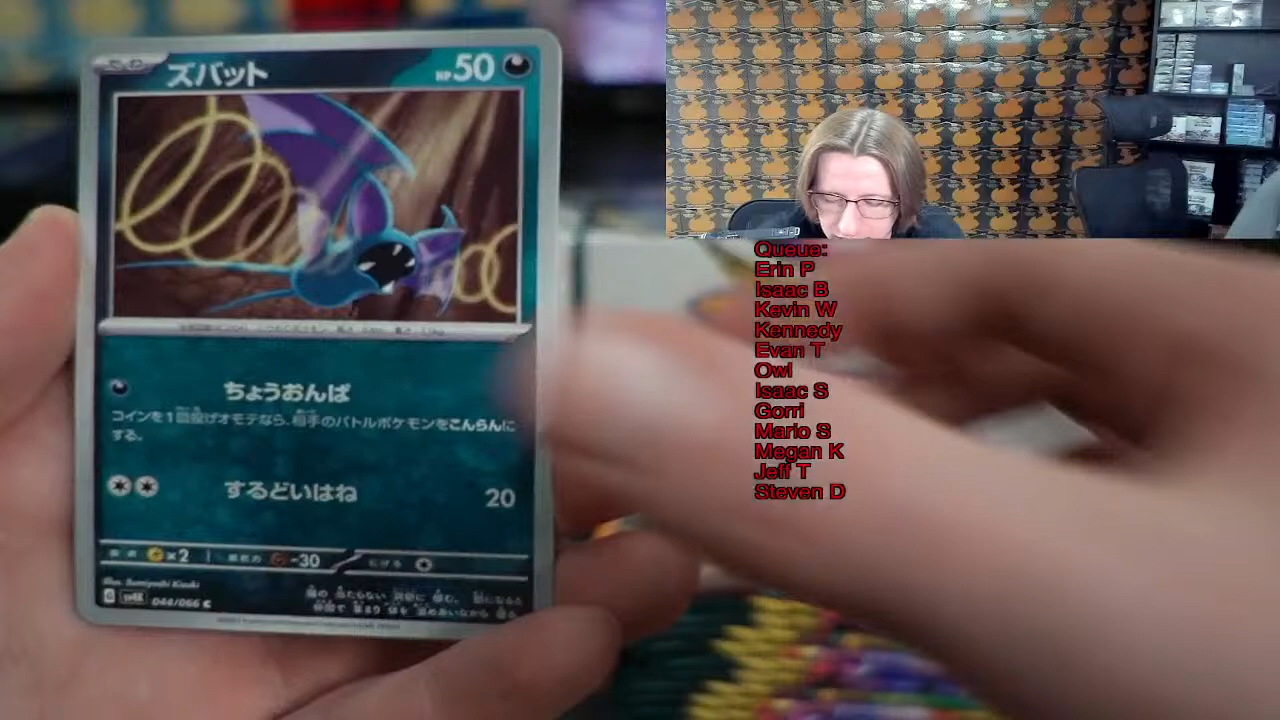 ズバット
HP50
ちょうおんぱ
コインを1回投げオモテなら、相手のバトルポケモンをこんらんに
する。
するどいはね 20
×2 -30
044/066 C
Queue:
Erin P
Isaac B
Kevin W
Kennedy
Evan T
Owl
Isaac S
Gorri
Mario S
Megan K
Jeff T
Steven D